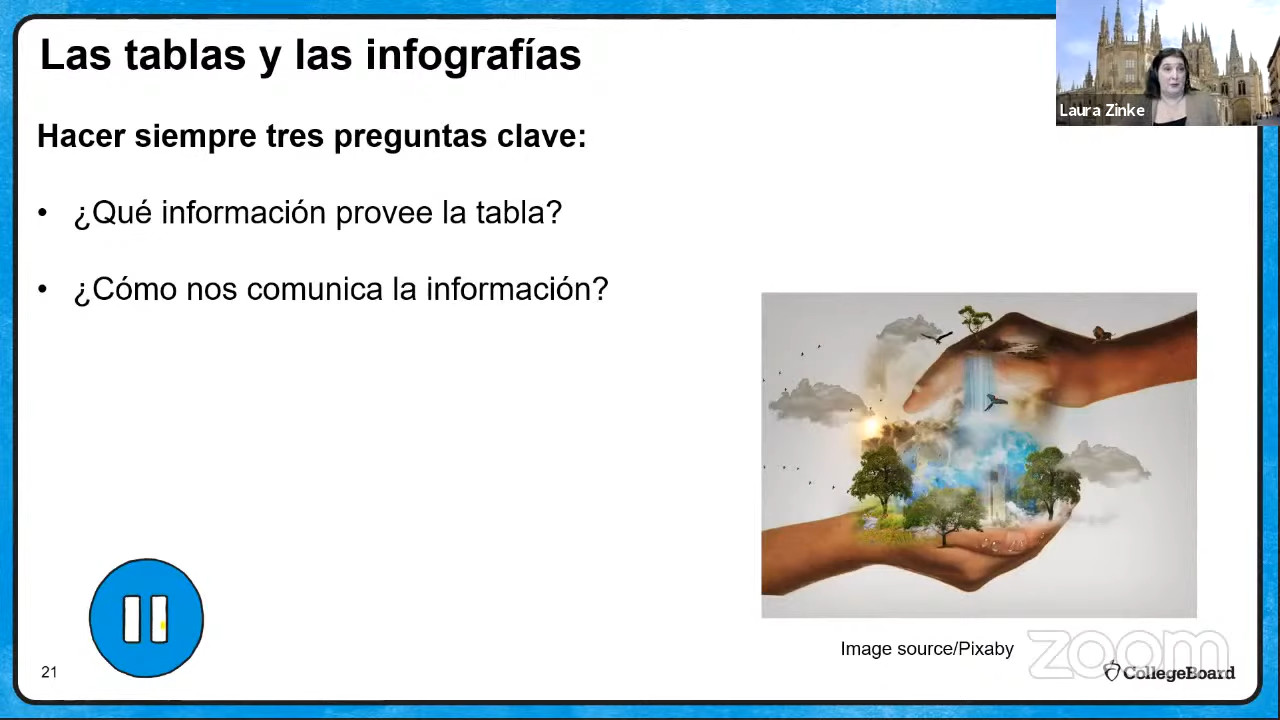 Las tablas y las infografías
Laura Zinke
Hacer siempre tres preguntas clave:
• ¿Qué información provee la tabla?
• ¿Cómo nos comunica la información?
Image source/Pixaby
zoom
21
CollegeBoard